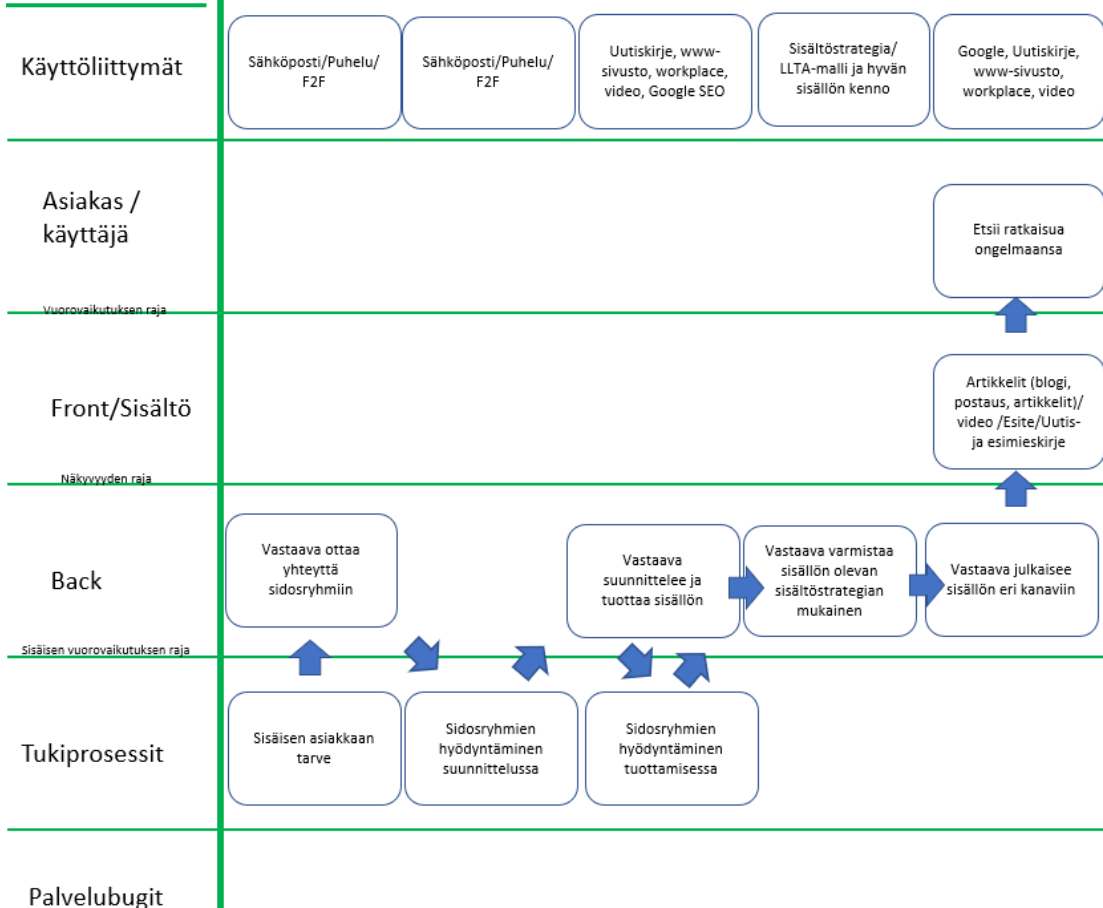 Käyttöliittymät
Sähköposti/Puhelu/
F2F
Sähköposti/Puhelu/
F2F
Uutiskirje, www-
sivusto, workplace,
video, Google SEO
Sisältöstrategia/
LLTA-malli ja hyvän
sisällön kenno
Google, Uutiskirje,
www-sivusto,
workplace, video
Asiakas /
käyttäjä
Etsii ratkaisua
ongelmaansa
Vuorovaikutuksen raja
Front/Sisältö
Artikkelit (blogi,
postaus, artikkelit)/
video /Esite/Uutis-
ja esimieskirje
Näkyvyyden raja
Back
Vastaava ottaa
yhteyttä
sidosryhmiin
Vastaava
suunnittelee ja
tuottaa sisällön
Vastaava varmistaa
sisällön olevan
sisältöstrategian
mukainen
Vastaava julkaisee
sisällön eri kanaviin
Sisäisen vuorovaikutuksen raja
Tukiprosessit
Sisäisen asiakkaan
tarve
Sidosryhmien
hyödyntäminen
suunnittelussa
Sidosryhmien
hyödyntäminen
tuottamisessa
Palvelubugit